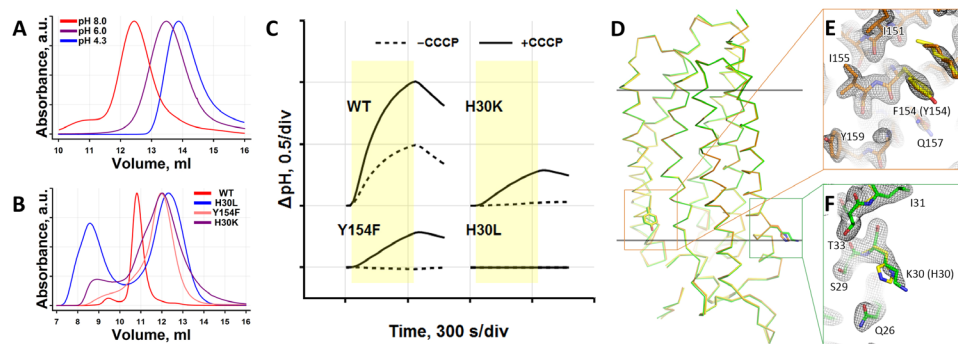 A
pH 8.0
pH 6.0
pH 4.3
Absorbance, a.u.
10 11 12 13 14 15 16
Volume, ml
B
WT
H30L
Y154F
H30K
Absorbance, a.u.
7 8 9 10 11 12 13 14 15 16
Volume, ml
C
–CCCP +CCCP
WT H30K
Y154F H30L
ΔpH, 0.5/div
Time, 300 s/div
D
E
I151
I155
F154 (Y154)
Y159
Q157
F
I31
T33
K30 (H30)
S29
Q26